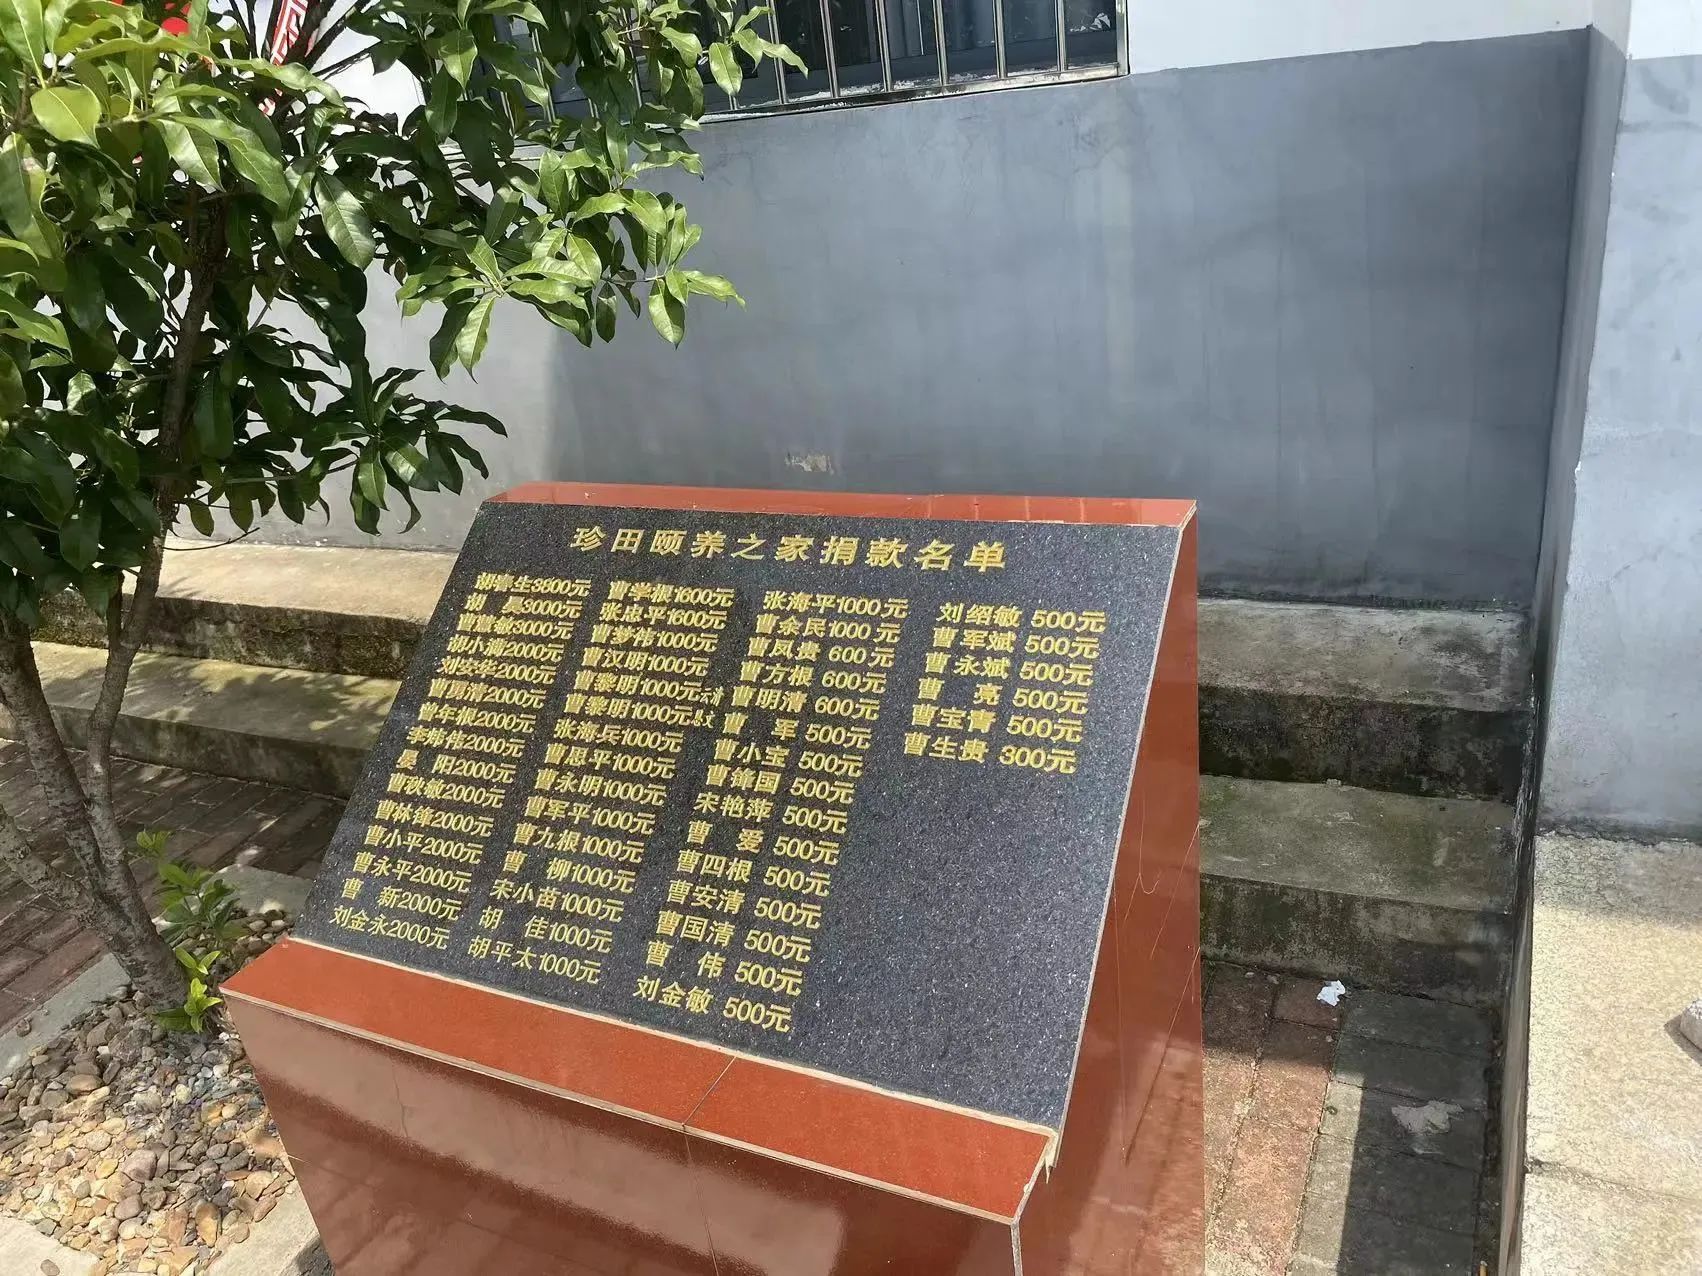 珍田颐养之家捐款名单
胡春生3800元 曹学根1600元 张海平1000元 刘绍敏 500元
胡 昊3000元 张忠平1600元 曹余民1000元 曹军斌 500元
曹慧敏3000元 曹梦伟1000元 曹凤贵 600元 曹永斌 500元
胡小满2000元 曹汉明1000元 曹方根 600元 曹 亮 500元
刘安华2000元 曹黎明1000元 云清 曹明清 600元 曹宝青 500元
曹勇清2000元 曹黎明1000元 思文 曹 军 500元 曹生贵 300元
曾年根2000元 张海兵1000元 曹小宝 500元
李炜伟2000元 曹思平1000元 曹锋国 500元
晏 阳2000元 曹永明1000元 宋艳萍 500元
曹秋敏2000元 曹军平1000元 曹 爱 500元
曹林锋2000元 曹九根1000元 曹四根 500元
曹小平2000元 曹 柳1000元 曹安清 500元
曹永平2000元 宋小苗1000元 曹国清 500元
曹 新2000元 胡 佳1000元 曹 伟 500元
刘金永2000元 胡平太1000元 刘金敏 500元